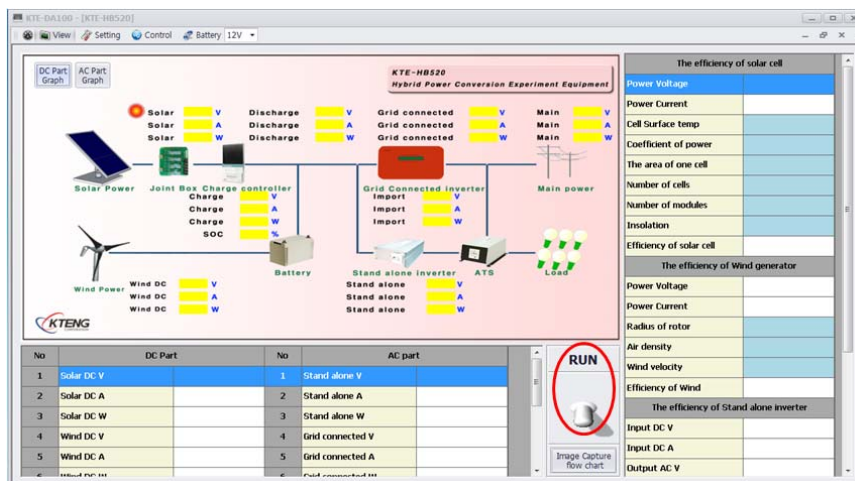 KTE-DA100 - [KTE-HB520]
View Setting Control Battery 12V
DC Part Graph
AC Part Graph
KTE-HB520
Hybrid Power Conversion Experiment Equipment
Solar V Discharge V Grid connected V Main V
Solar A Discharge A Grid connected A Main A
Solar W Discharge W Grid connected W Main W
Solar Power Joint Box Charge controller Grid Connected inverter Main power
Charge V Import V
Charge A Import A
Charge W Import W
SOC %
Battery Stand alone inverter ATS Load
Wind Power
Wind DC V Stand alone V
Wind DC A Stand alone A
Wind DC W Stand alone W
KTENG
No DC Part No AC part
1 Solar DC V 1 Stand alone V
2 Solar DC A 2 Stand alone A
3 Solar DC W 3 Stand alone W
4 Wind DC V 4 Grid connected V
5 Wind DC A 5 Grid connected A
6 Wind DC W 6 Grid connected W
RUN
Image Capture
flow chart
The efficiency of solar cell
Power Voltage
Power Current
Cell Surface temp
Coefficient of power
The area of one cell
Number of cells
Number of modules
Insolation
Efficiency of solar cell
The efficiency of Wind generator
Power Voltage
Power Current
Radius of rotor
Air density
Wind velocity
Efficiency of Wind
The efficiency of Stand alone inverter
Input DC V
Input DC A
Output AC V